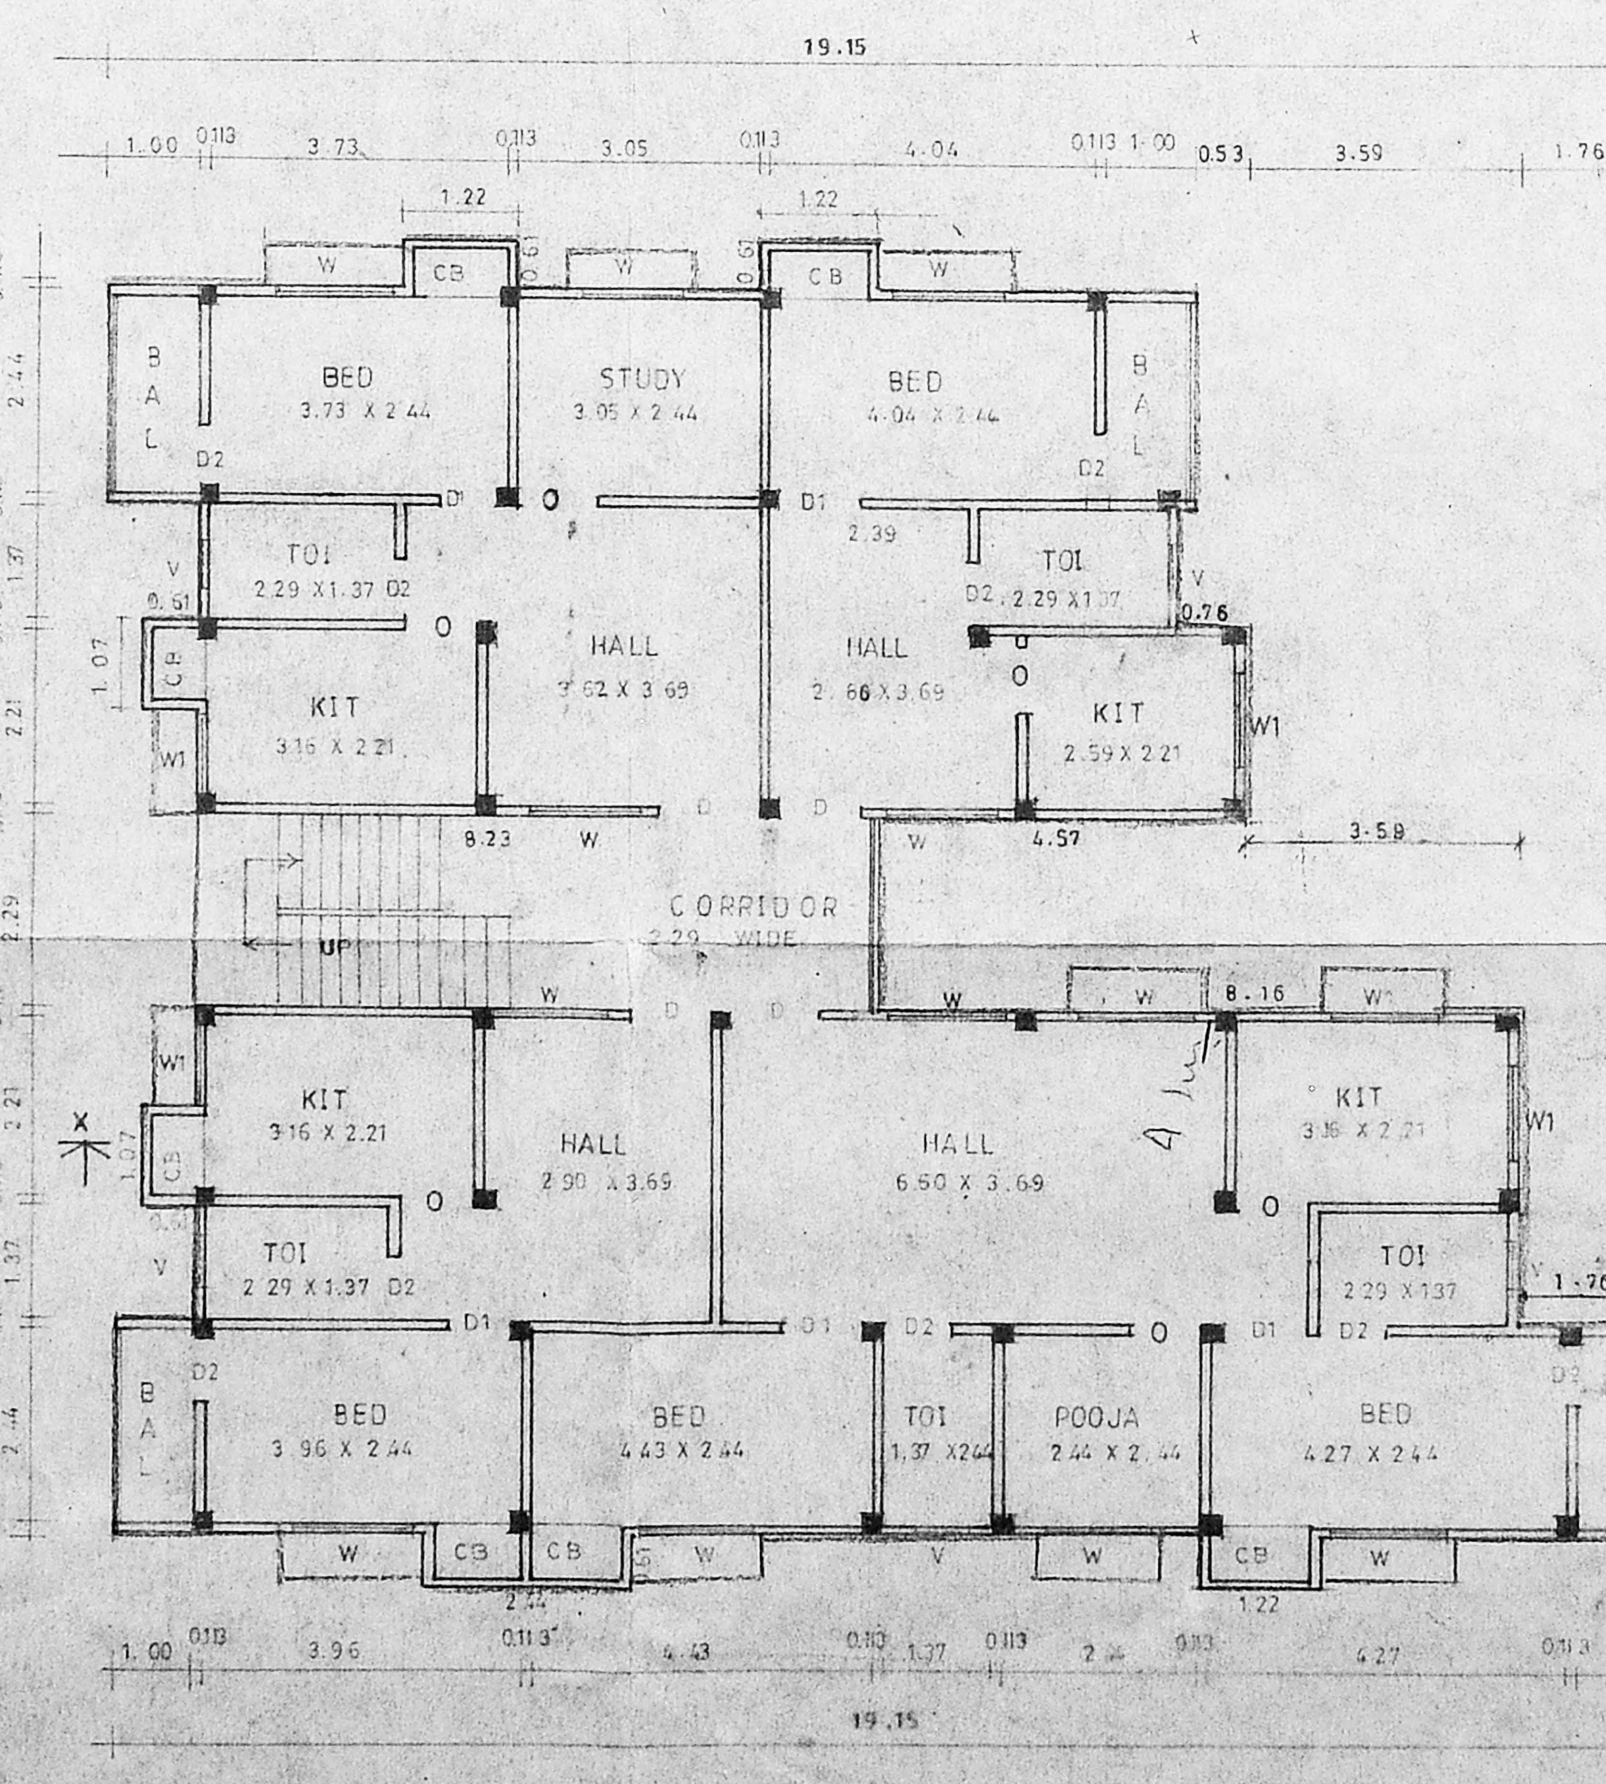 19.15
1.00 0.113 3.73 0.113 3.05 0.113 4.04 0.113 1.00 0.53 3.59 1.76
1.22 1.22
W CB 0.61 W 0.61 CB W
B A L
BED
3.73 X 2.44
STUDY
3.05 X 2.44
BED
4.04 X 2.44
B A L
2.44
D2 D2
D1 O D1
2.39
TOI
2.29 X 1.37 D2
TOI
D2 2.29 X 1.37
V V
1.37
0.61 0.76
O
1.07
CB
HALL
3.62 X 3.69
HALL
2.86 X 3.69
O
KIT
3.16 X 2.21
KIT
2.59 X 2.21
2.21
W1 W1
D D
8.23 W W 4.57 3.59
CORRIDOR
2.29 WIDE
2.29
UP
W D D W W 8.16 W
W1
KIT
3.16 X 2.21
HALL
2.90 X 3.69
HALL
6.60 X 3.69
KIT
3.16 X 2.21
W1
2.21
X
1.07
CB
O O
0.61
V
TOI
2.29 X 1.37 D2
TOI
2.29 X 1.37
V
1.76
1.37
D1 D1 D2 O D1 D2
D2 D2
B A L
BED
3.96 X 2.44
BED
4.43 X 2.44
TOI
1.37 X 2.44
POOJA
2.44 X 2.44
BED
4.27 X 2.44
2.44
W CB CB 0.61 W V W CB W
2.44 1.22
1.00 0.113 3.96 0.113 4.43 0.113 1.37 0.113 0.113 4.27 0.113
19.15